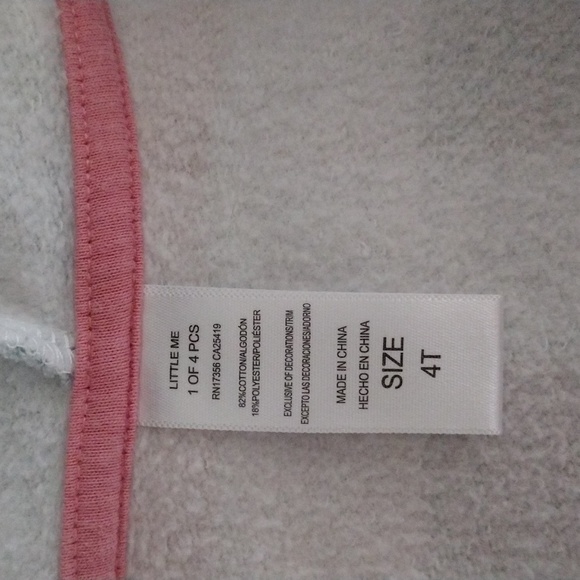 LITTLE ME
1 OF 4 PCS
RN17356 CA25419
82%COTTON/ALGODÓN
18%POLYESTER/POLIÉSTER
EXCLUSIVE OF DECORATIONS/TRIM
EXCEPTO LAS DECORACIONES/ADORNO
MADE IN CHINA
HECHO EN CHINA
SIZE
4T